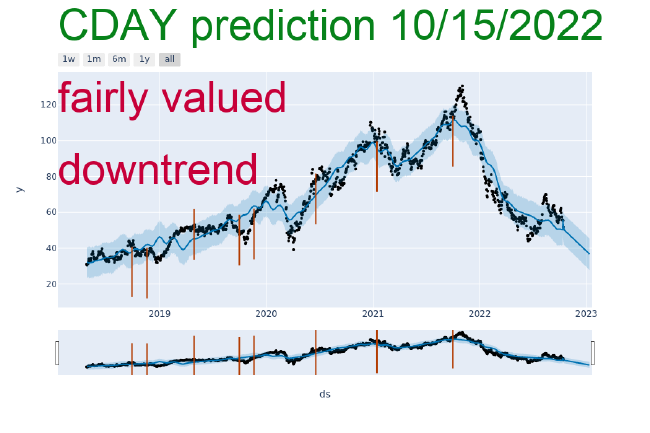 CDAY prediction 10/15/2022
1w 1m 6m 1y all
fairly valued
downtrend
120
100
80
60
40
20
y
2019 2020 2021 2022 2023
ds